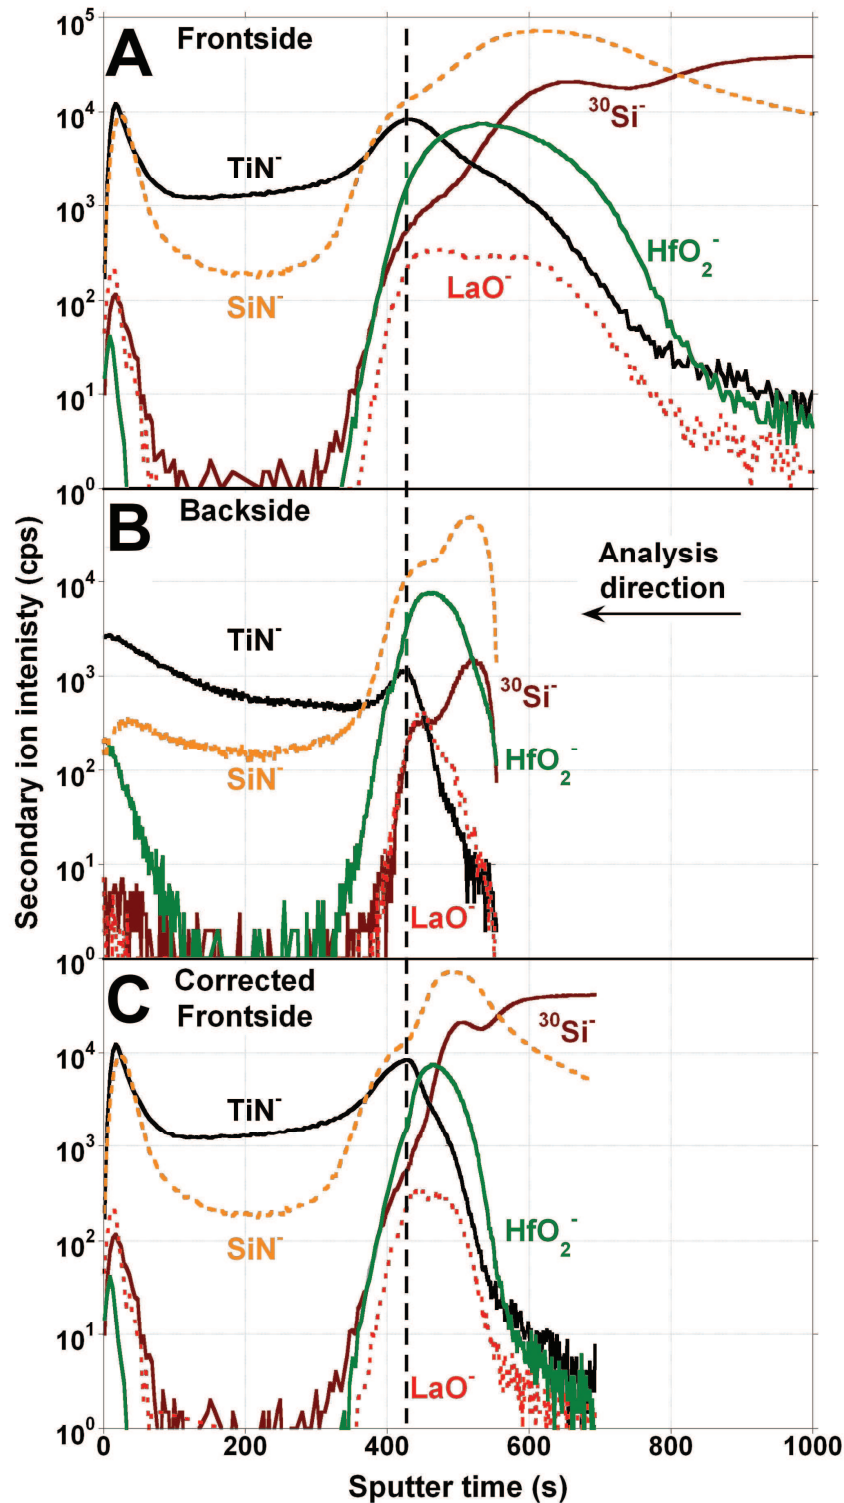 Secondary ion intenisty (cps)
A Frontside
10⁵
10⁴
10³
10²
10¹
10⁰
TiN⁻
SiN⁻
³⁰Si⁻
HfO₂⁻
LaO⁻
B Backside
Analysis
direction
10⁴
10³
10²
10¹
10⁰
TiN⁻
SiN⁻
³⁰Si⁻
HfO₂⁻
LaO⁻
C Corrected
Frontside
10⁴
10³
10²
10¹
10⁰
³⁰Si⁻
TiN⁻
SiN⁻
HfO₂⁻
LaO⁻
0 200 400 600 800 1000
Sputter time (s)